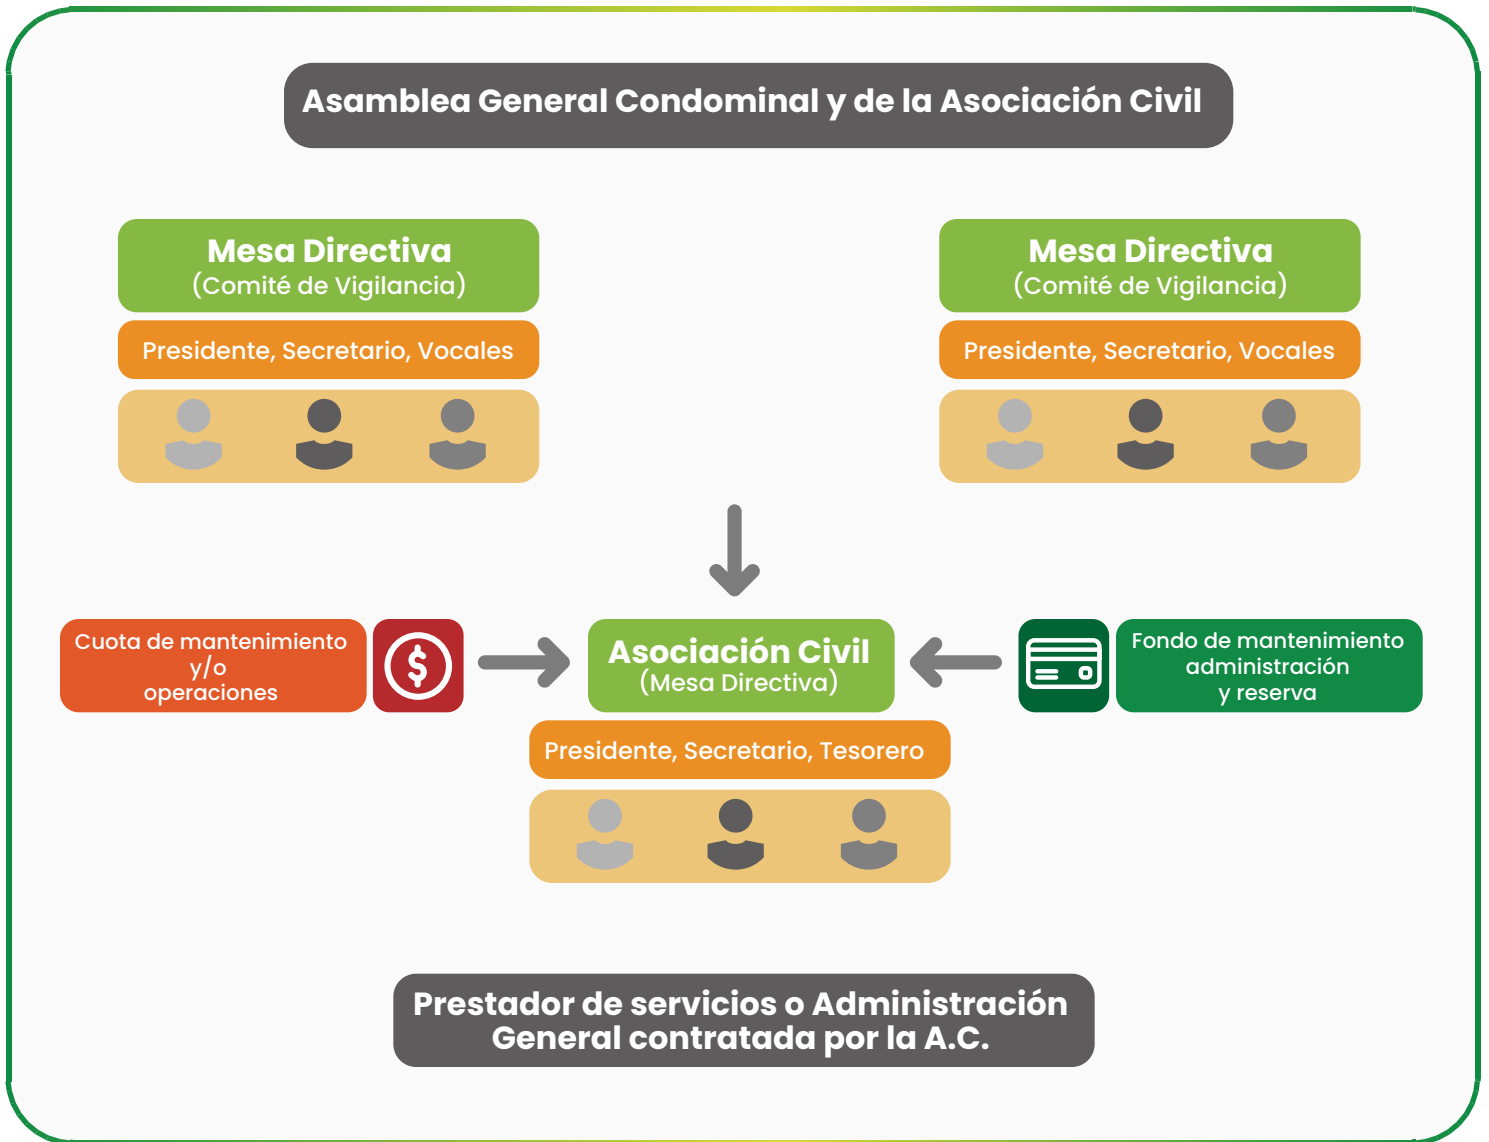 Asamblea General Condominal y de la Asociación Civil
Mesa Directiva
(Comité de Vigilancia)
Presidente, Secretario, Vocales
Mesa Directiva
(Comité de Vigilancia)
Presidente, Secretario, Vocales
Cuota de mantenimiento
y/o
operaciones
$
Asociación Civil
(Mesa Directiva)
Presidente, Secretario, Tesorero
Fondo de mantenimiento
administración
y reserva
Prestador de servicios o Administración
General contratada por la A.C.